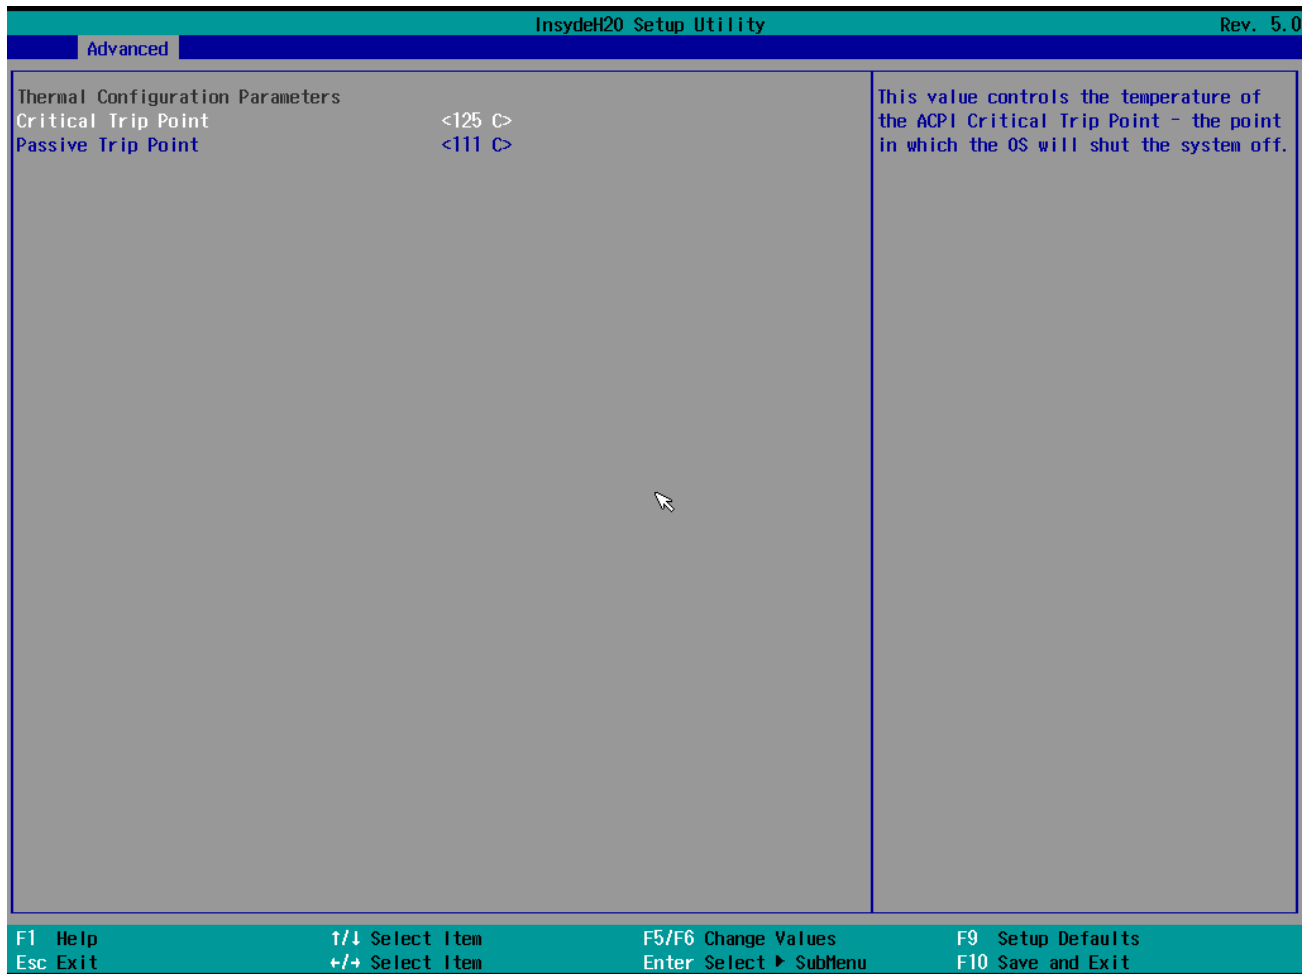 InsydeH20 Setup Utility Rev. 5.0
Advanced
Thermal Configuration Parameters
Critical Trip Point <125 C>
Passive Trip Point <111 C>
This value controls the temperature of
the ACPI Critical Trip Point - the point
in which the OS will shut the system off.
F1 Help ↑/↓ Select Item F5/F6 Change Values F9 Setup Defaults
Esc Exit ←/→ Select Item Enter Select ▶ SubMenu F10 Save and Exit